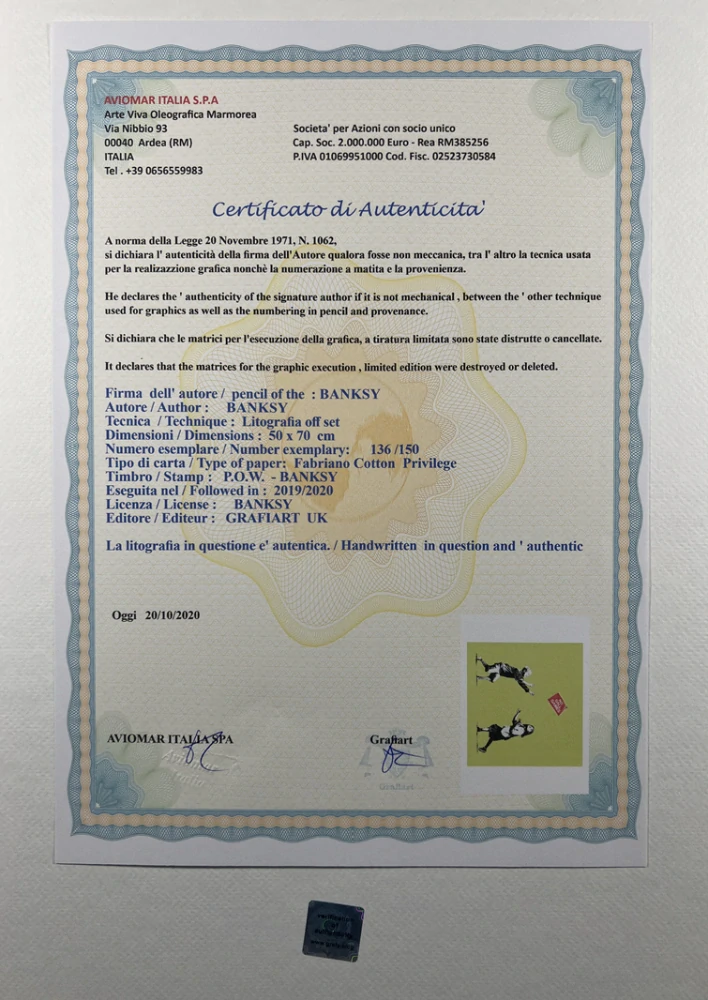 AVIOMAR ITALIA S.P.A
Arte Viva Oleografica Marmorea
Via Nibbio 93
00040 Ardea (RM)
ITALIA
Tel . +39 0656559983
Societa' per Azioni con socio unico
Cap. Soc. 2.000.000 Euro - Rea RM385256
P.IVA 01069951000 Cod. Fisc. 02523730584
Certificato di Autenticita'
A norma della Legge 20 Novembre 1971, N. 1062,
si dichiara l' autenticità della firma dell'Autore qualora fosse non meccanica, tra l' altro la tecnica usata
per la realizazzione grafica nonchè la numerazione a matita e la provenienza.
He declares the ' authenticity of the signature author if it is not mechanical , between the ' other technique
used for graphics as well as the numbering in pencil and provenance.
Si dichiara che le matrici per l'esecuzione della grafica, a tiratura limitata sono state distrutte o cancellate.
It declares that the matrices for the graphic execution , limited edition were destroyed or deleted.
Firma dell' autore / pencil of the : BANKSY
Autore / Author : BANKSY
Tecnica / Technique : Litografia off set
Dimensioni / Dimensions : 50 x 70 cm
Numero esemplare / Number exemplary: 136 /150
Tipo di carta / Type of paper: Fabriano Cotton Privilege
Timbro / Stamp : P.O.W. - BANKSY
Eseguita nel / Followed in : 2019/2020
Licenza / License : BANKSY
Editore / Editeur : GRAFIART UK
La litografia in questione e' autentica. / Handwritten in question and ' authentic
Oggi 20/10/2020
AVIOMAR ITALIA SPA
Grafiart
Grafiart